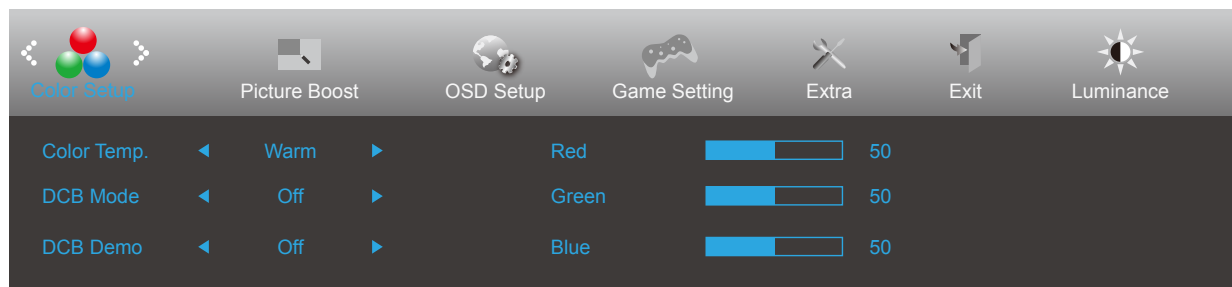 Color Setup Picture Boost OSD Setup Game Setting Extra Exit Luminance
Color Temp. Warm Red 50
DCB Mode Off Green 50
DCB Demo Off Blue 50